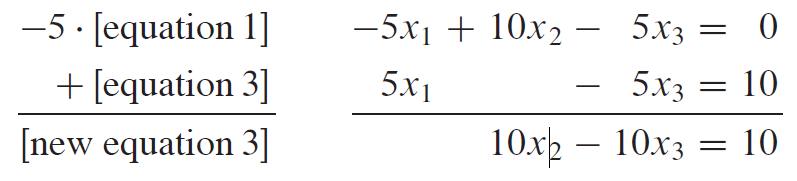 −5 · [equation 1] −5x₁ + 10x₂ − 5x₃ = 0
+ [equation 3] 5x₁ − 5x₃ = 10
[new equation 3] 10x₂ − 10x₃ = 10